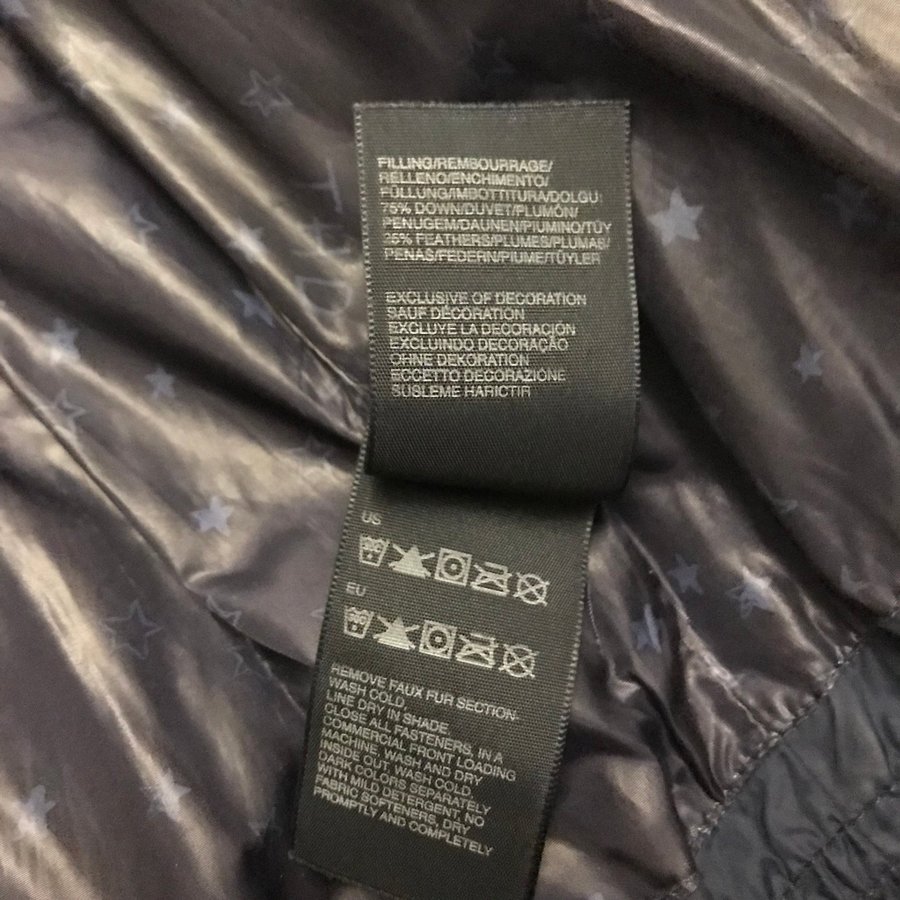 FILLING/REMBOURRAGE/
RELLENO/ENCHIMENTO/
FÜLLUNG/IMBOTTITURA/DOLGU
75% DOWN/DUVET/PLUMÓN/
PENUGEM/DAUNEN/PIUMINO/TÜY
25% FEATHERS/PLUMES/PLUMAS/
PENAS/FEDERN/PIUME/TÜYLER
EXCLUSIVE OF DECORATION
SAUF DÉCORATION
EXCLUYE LA DECORACIÓN
EXCLUINDO DECORAÇÃO
OHNE DEKORATION
ECCETTO DECORAZIONE
SÜSLEME HARİÇTİR
US
EU
REMOVE FAUX FUR SECTION.
WASH COLD.
LINE DRY IN SHADE.
CLOSE ALL FASTENERS, IN A
COMMERCIAL FRONT LOADING
MACHINE, WASH AND DRY
INSIDE OUT, WASH COLD,
DARK COLORS SEPARATELY
WITH MILD DETERGENT, NO
FABRIC SOFTENERS, DRY
PROMPTLY AND COMPLETELY